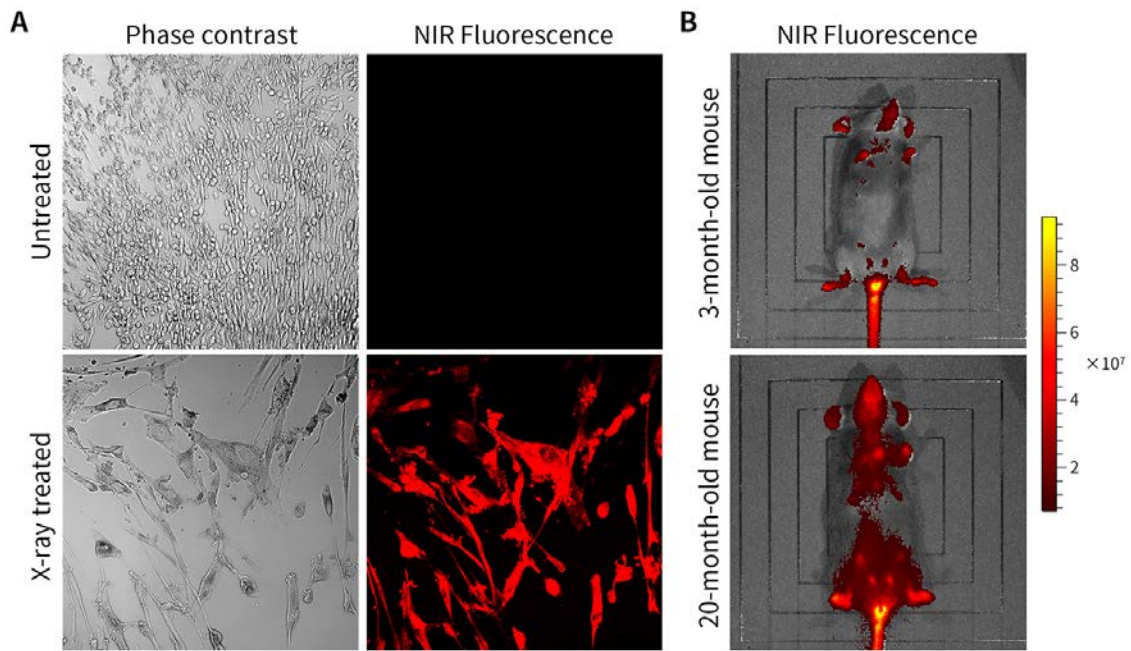 A
Phase contrast
NIR Fluorescence
Untreated
X-ray treated
B
NIR Fluorescence
3-month-old mouse
20-month-old mouse
8
6
×10⁷
4
2